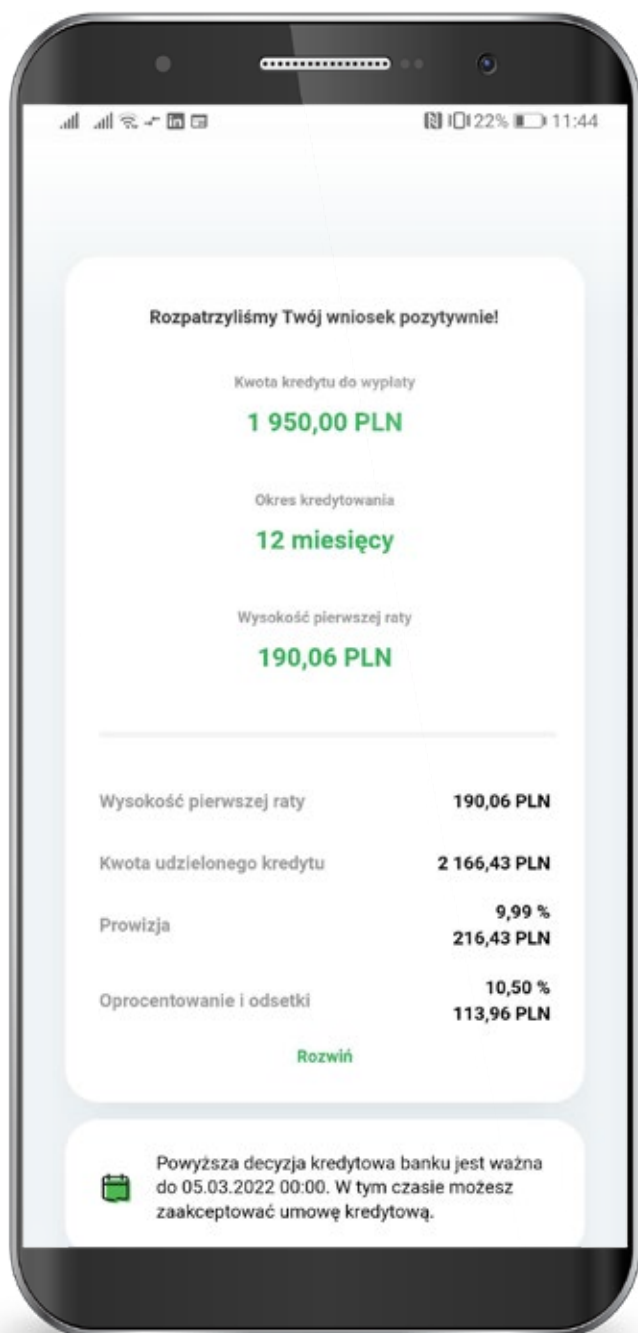 22% 11:44
Rozpatrzyliśmy Twój wniosek pozytywnie!
Kwota kredytu do wypłaty
1 950,00 PLN
Okres kredytowania
12 miesięcy
Wysokość pierwszej raty
190,06 PLN
Wysokość pierwszej raty 190,06 PLN
Kwota udzielonego kredytu 2 166,43 PLN
Prowizja 9,99 %
216,43 PLN
Oprocentowanie i odsetki 10,50 %
113,96 PLN
Rozwiń
Powyższa decyzja kredytowa banku jest ważna
do 05.03.2022 00:00. W tym czasie możesz
zaakceptować umowę kredytową.